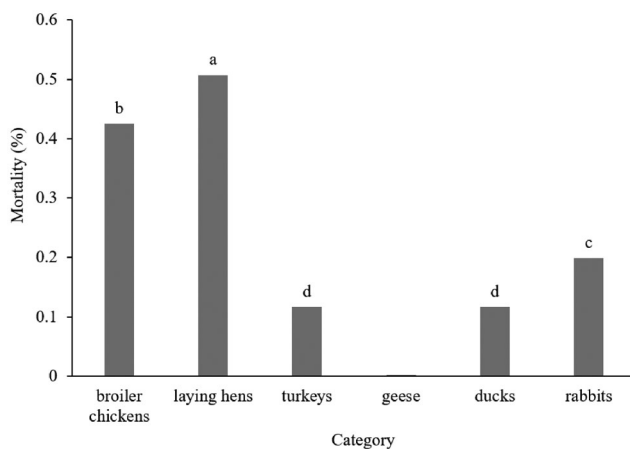 0.6
0.5
0.4
0.3
0.2
0.1
0
Mortality (%)
b
a
d
d
c
broiler chickens
laying hens
turkeys
geese
ducks
rabbits
Category